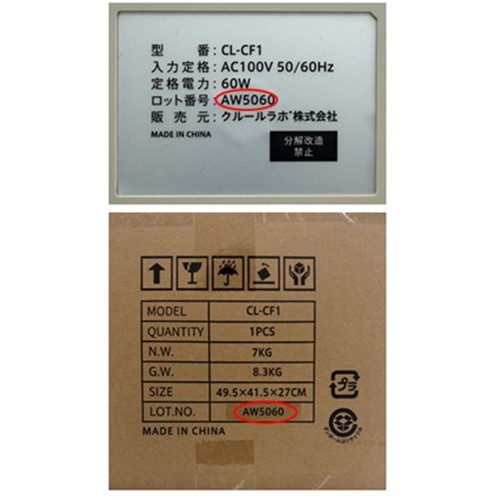 型 番 : CL-CF1
入力定格 : AC100V 50/60Hz
定格電力 : 60W
ロット番号 : AW5060
販 売 元 : クルールラボ株式会社
MADE IN CHINA
分解改造
禁止
MODEL CL-CF1
QUANTITY 1PCS
N.W. 7KG
G.W. 8.3KG
SIZE 49.5×41.5×27CM
LOT.NO. AW5060
MADE IN CHINA
プラ